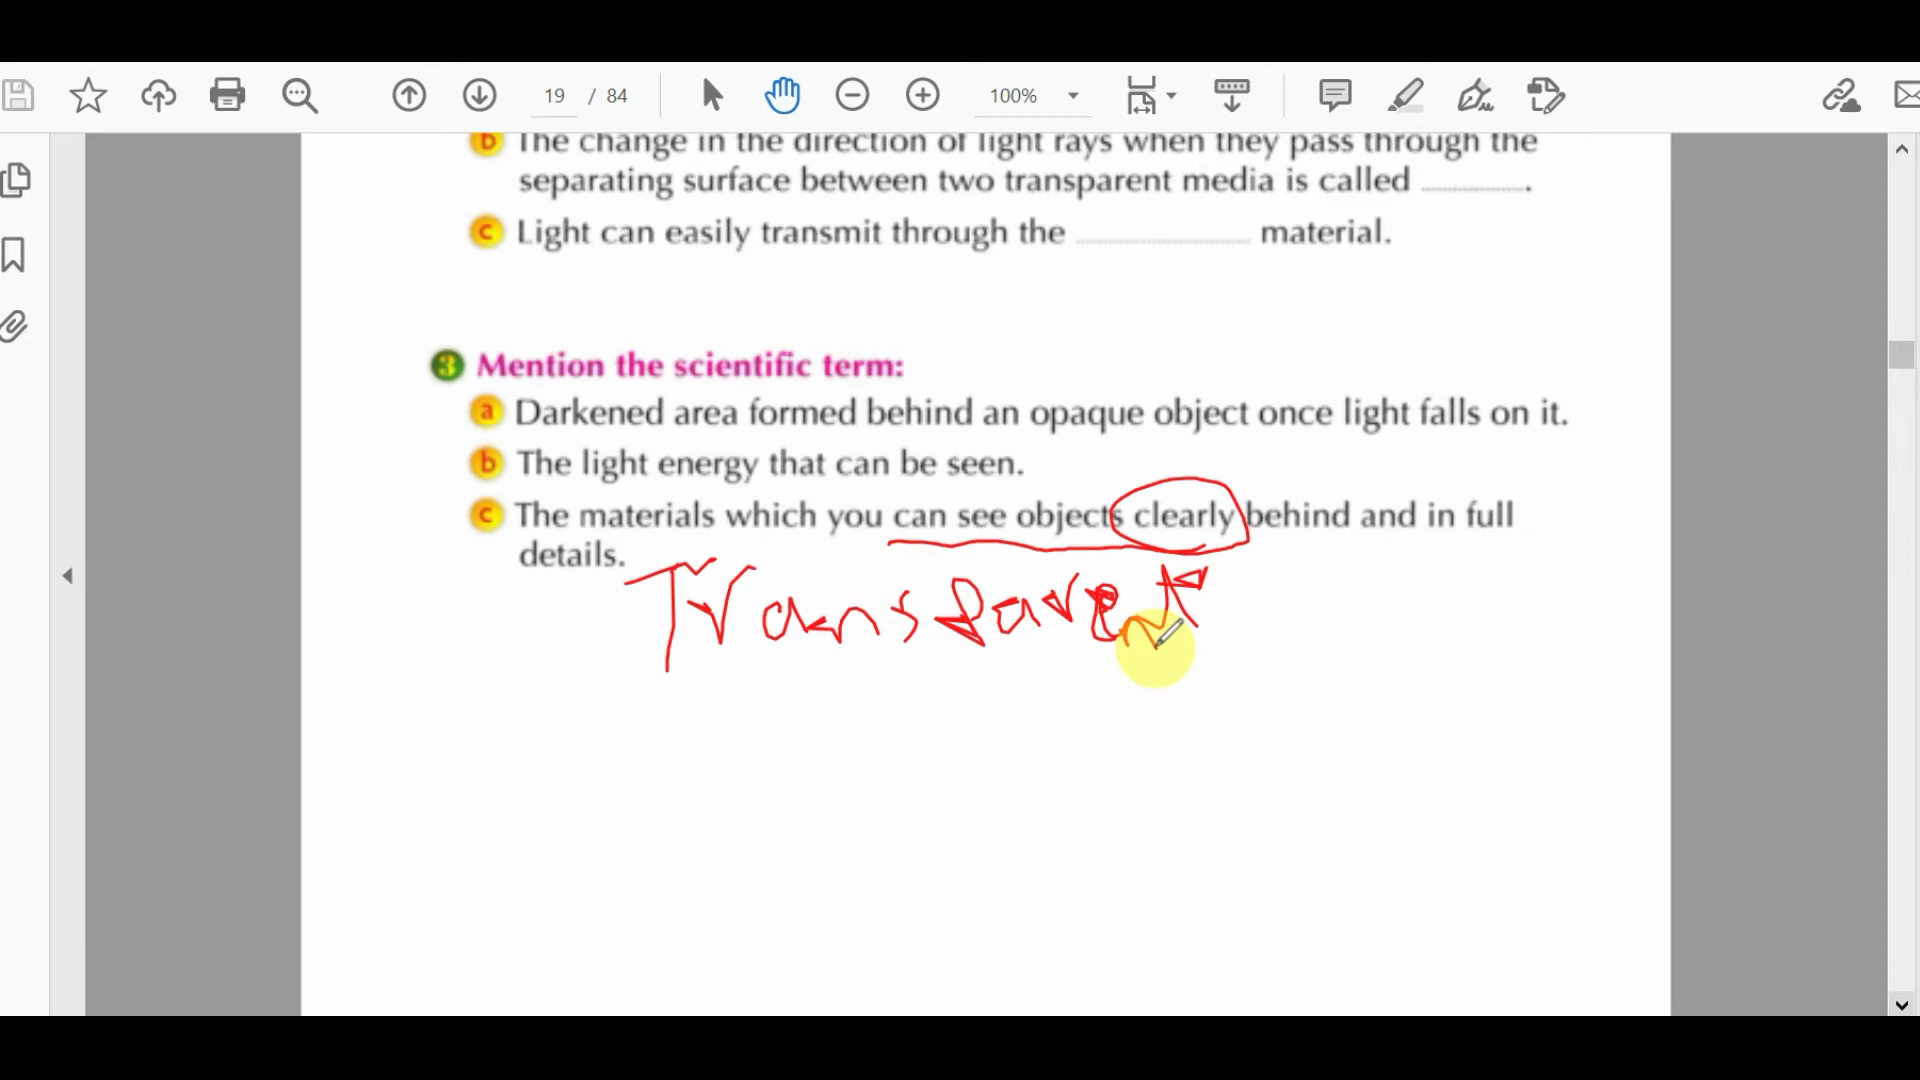 19 / 84
100%
b The change in the direction of light rays when they pass through the
separating surface between two transparent media is called ............ .
c Light can easily transmit through the .................... material.
3 Mention the scientific term:
a Darkened area formed behind an opaque object once light falls on it.
b The light energy that can be seen.
c The materials which you can see objects clearly behind and in full
details.
Transparent